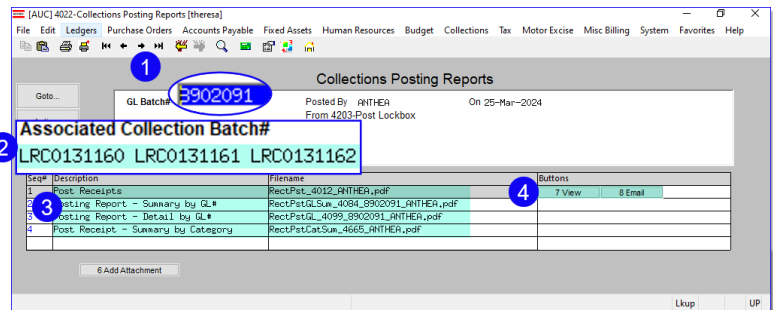 [AUC] 4022-Collections Posting Reports [theresa]
File Edit Ledgers Purchase Orders Accounts Payable Fixed Assets Human Resources Budget Collections Tax Motor Excise Misc Billing System Favorites Help
1
Collections Posting Reports
Goto...
GL Batch# 8902091 Posted By ANTHEA On 25-Mar-2024
From 4203-Post Lockbox
Associated Collection Batch#
2
LRC0131160 LRC0131161 LRC0131162
Seq# Description Filename Buttons
1 Post Receipts RectPst_4012_ANTHEA.pdf 4 7 View 8 Email
2 Posting Report - Summary by GL# RectPstGLSum_4084_8902091_ANTHEA.pdf
3
3 Posting Report - Detail by GL# RectPstGL_4099_8902091_ANTHEA.pdf
4 Post Receipt - Summary by Category RectPstCatSum_4665_ANTHEA.pdf
6 Add Attachment
Lkup UP